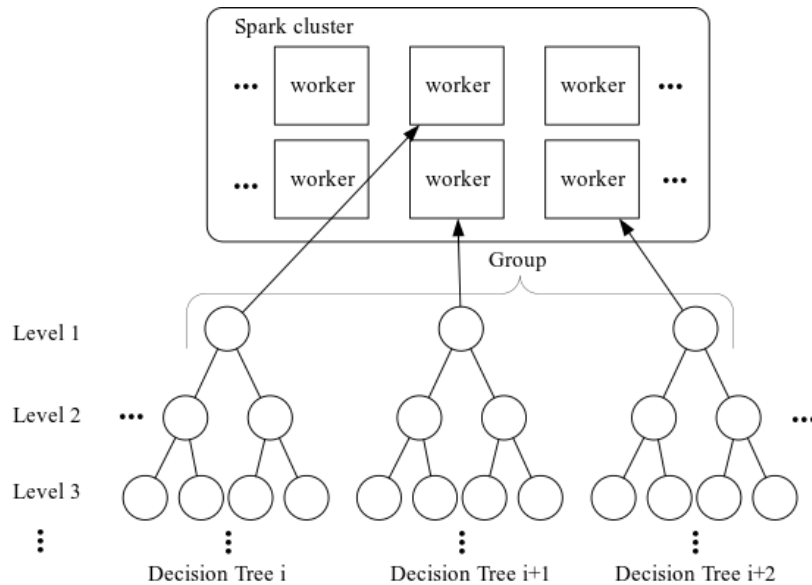 Spark cluster
... worker worker worker ...
... worker worker worker ...
Group
Level 1
... Level 2 ...
Level 3
Decision Tree i Decision Tree i+1 Decision Tree i+2